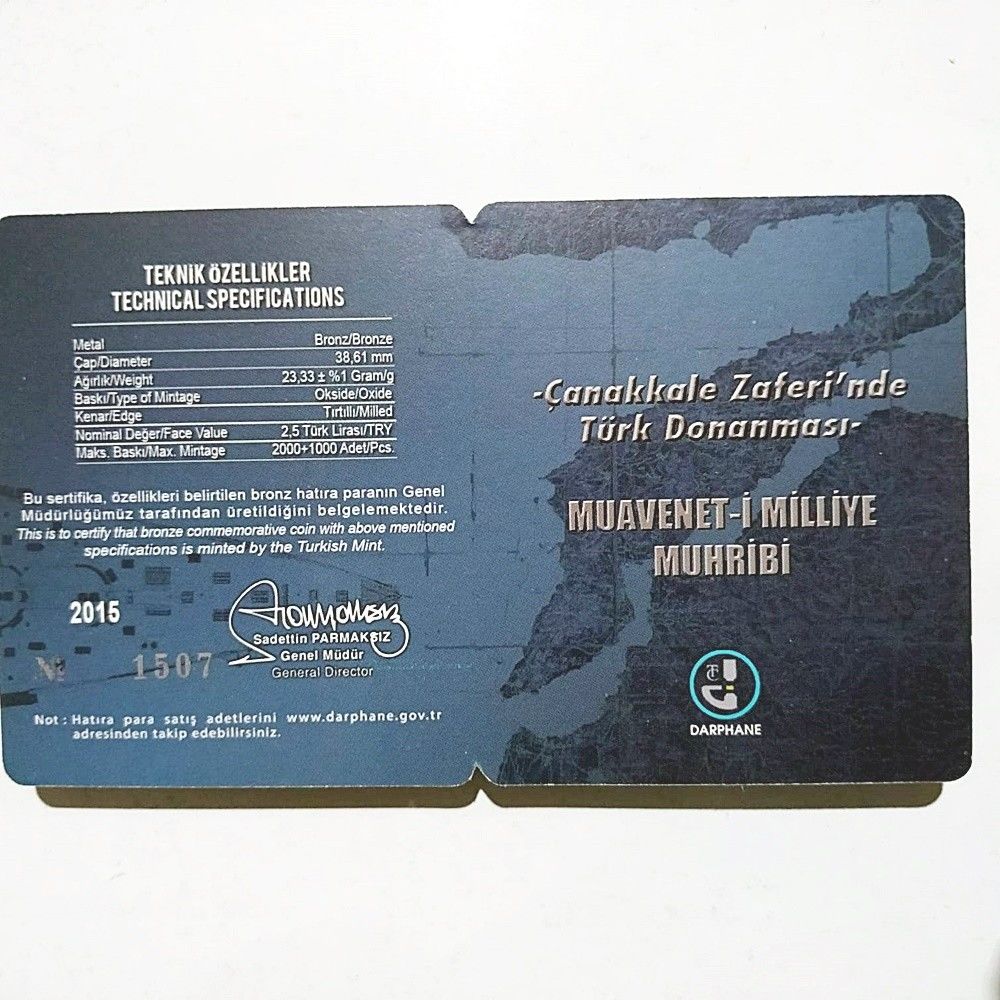 TEKNİK ÖZELLİKLER
TECHNICAL SPECIFICATIONS
Metal Bronz/Bronze
Çap/Diameter 38,61 mm
Ağırlık/Weight 23,33 ± %1 Gram/g
Baskı/Type of Mintage Okside/Oxide
Kenar/Edge Tırtıllı/Milled
Nominal Değer/Face Value 2,5 Türk Lirası/TRY
Maks. Baskı/Max. Mintage 2000+1000 Adet/Pcs.
Bu sertifika, özellikleri belirtilen bronz hatıra paranın Genel
Müdürlüğümüz tarafından üretildiğini belgelemektedir.
This is to certify that bronze commemorative coin with above mentioned
specifications is minted by the Turkish Mint.
2015
Sadettin PARMAKSIZ
Genel Müdür
General Director
№ 1507
Not : Hatıra para satış adetlerini www.darphane.gov.tr
adresinden takip edebilirsiniz.
-Çanakkale Zaferi'nde
Türk Donanması-
MUAVENET-İ MİLLİYE
MUHRİBİ
DARPHANE